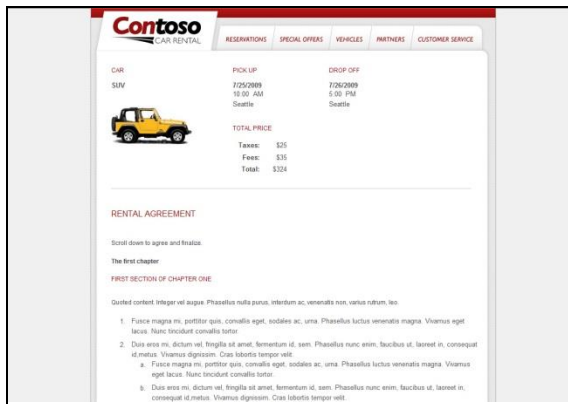 Contoso
CAR RENTAL
RESERVATIONS SPECIAL OFFERS VEHICLES PARTNERS CUSTOMER SERVICE
CAR PICK UP DROP OFF
SUV 7/25/2009 7/26/2009
10:00 AM 5:00 PM
Seattle Seattle
TOTAL PRICE
Taxes: $25
Fees: $35
Total: $324
RENTAL AGREEMENT
Scroll down to agree and finalize.
The first chapter
FIRST SECTION OF CHAPTER ONE
Quoted content. Integer vel augue. Phasellus nulla purus, interdum ac, venenatis non, varius rutrum, leo.
1. Fusce magna mi, porttitor quis, convallis eget, sodales ac, urna. Phasellus luctus venenatis magna. Vivamus eget
lacus. Nunc tincidunt convallis tortor.
2. Duis eros mi, dictum vel, fringilla sit amet, fermentum id, sem. Phasellus nunc enim, faucibus ut, laoreet in, consequat
id,metus. Vivamus dignissim. Cras lobortis tempor velit.
a. Fusce magna mi, porttitor quis, convallis eget, sodales ac, urna. Phasellus luctus venenatis magna. Vivamus
eget lacus. Nunc tincidunt convallis tortor.
b. Duis eros mi, dictum vel, fringilla sit amet, fermentum id, sem. Phasellus nunc enim, faucibus ut, laoreet in,
consequat id,metus. Vivamus dignissim. Cras lobortis tempor velit.